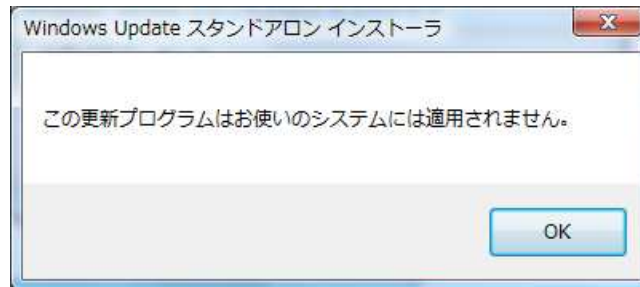 Windows Update スタンドアロン インストーラ
この更新プログラムはお使いのシステムには適用されません。
OK